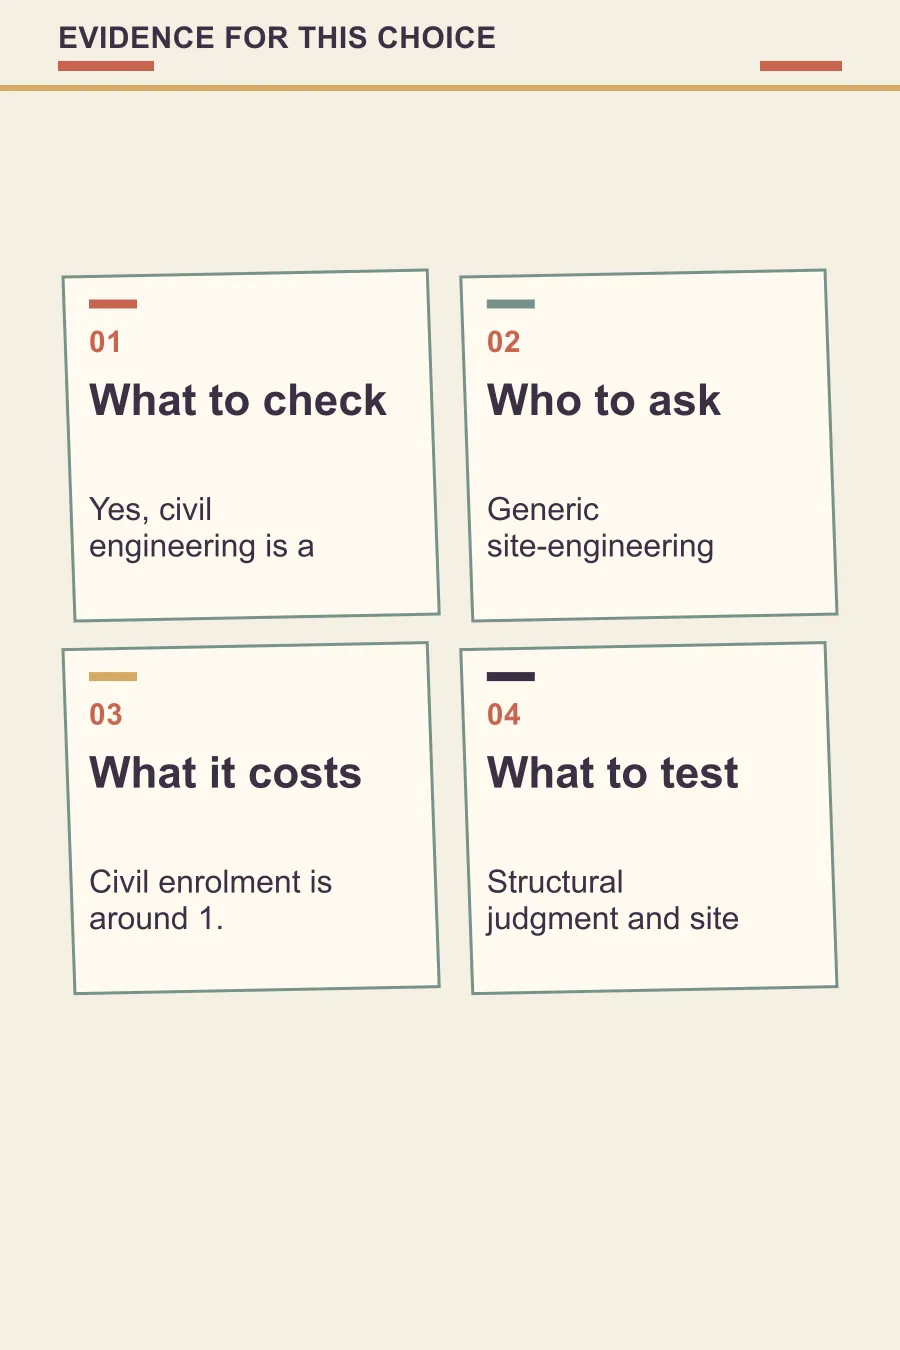 EVIDENCE FOR THIS CHOICE
01
What to check
Yes, civil
engineering is a
02
Who to ask
Generic
site-engineering
03
What it costs
Civil enrolment is
around 1.
04
What to test
Structural
judgment and site